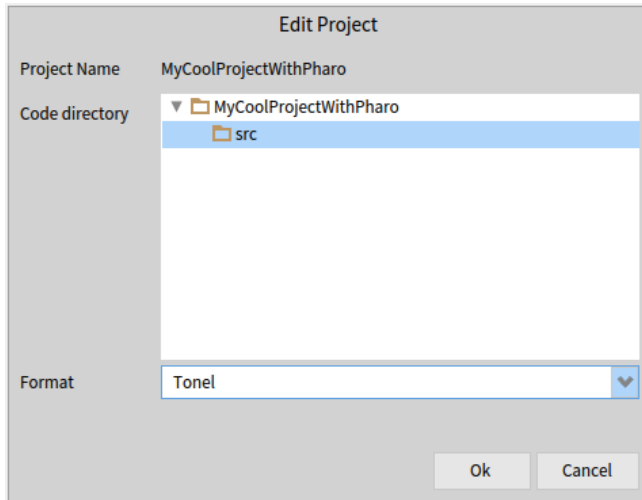 Edit Project
Project Name MyCoolProjectWithPharo
Code directory MyCoolProjectWithPharo
src
Format Tonel
Ok Cancel